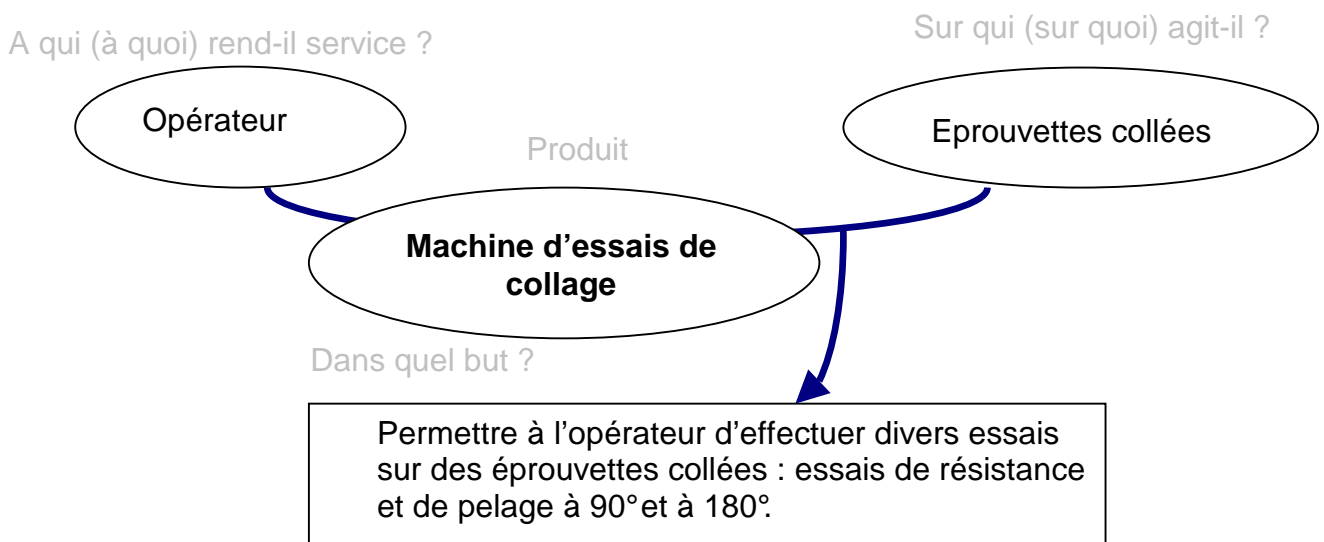 A qui (à quoi) rend-il service ?
Sur qui (sur quoi) agit-il ?
Opérateur
Eprouvettes collées
Produit
Machine d’essais de
collage
Dans quel but ?
Permettre à l’opérateur d’effectuer divers essais
sur des éprouvettes collées : essais de résistance
et de pelage à 90° et à 180°.